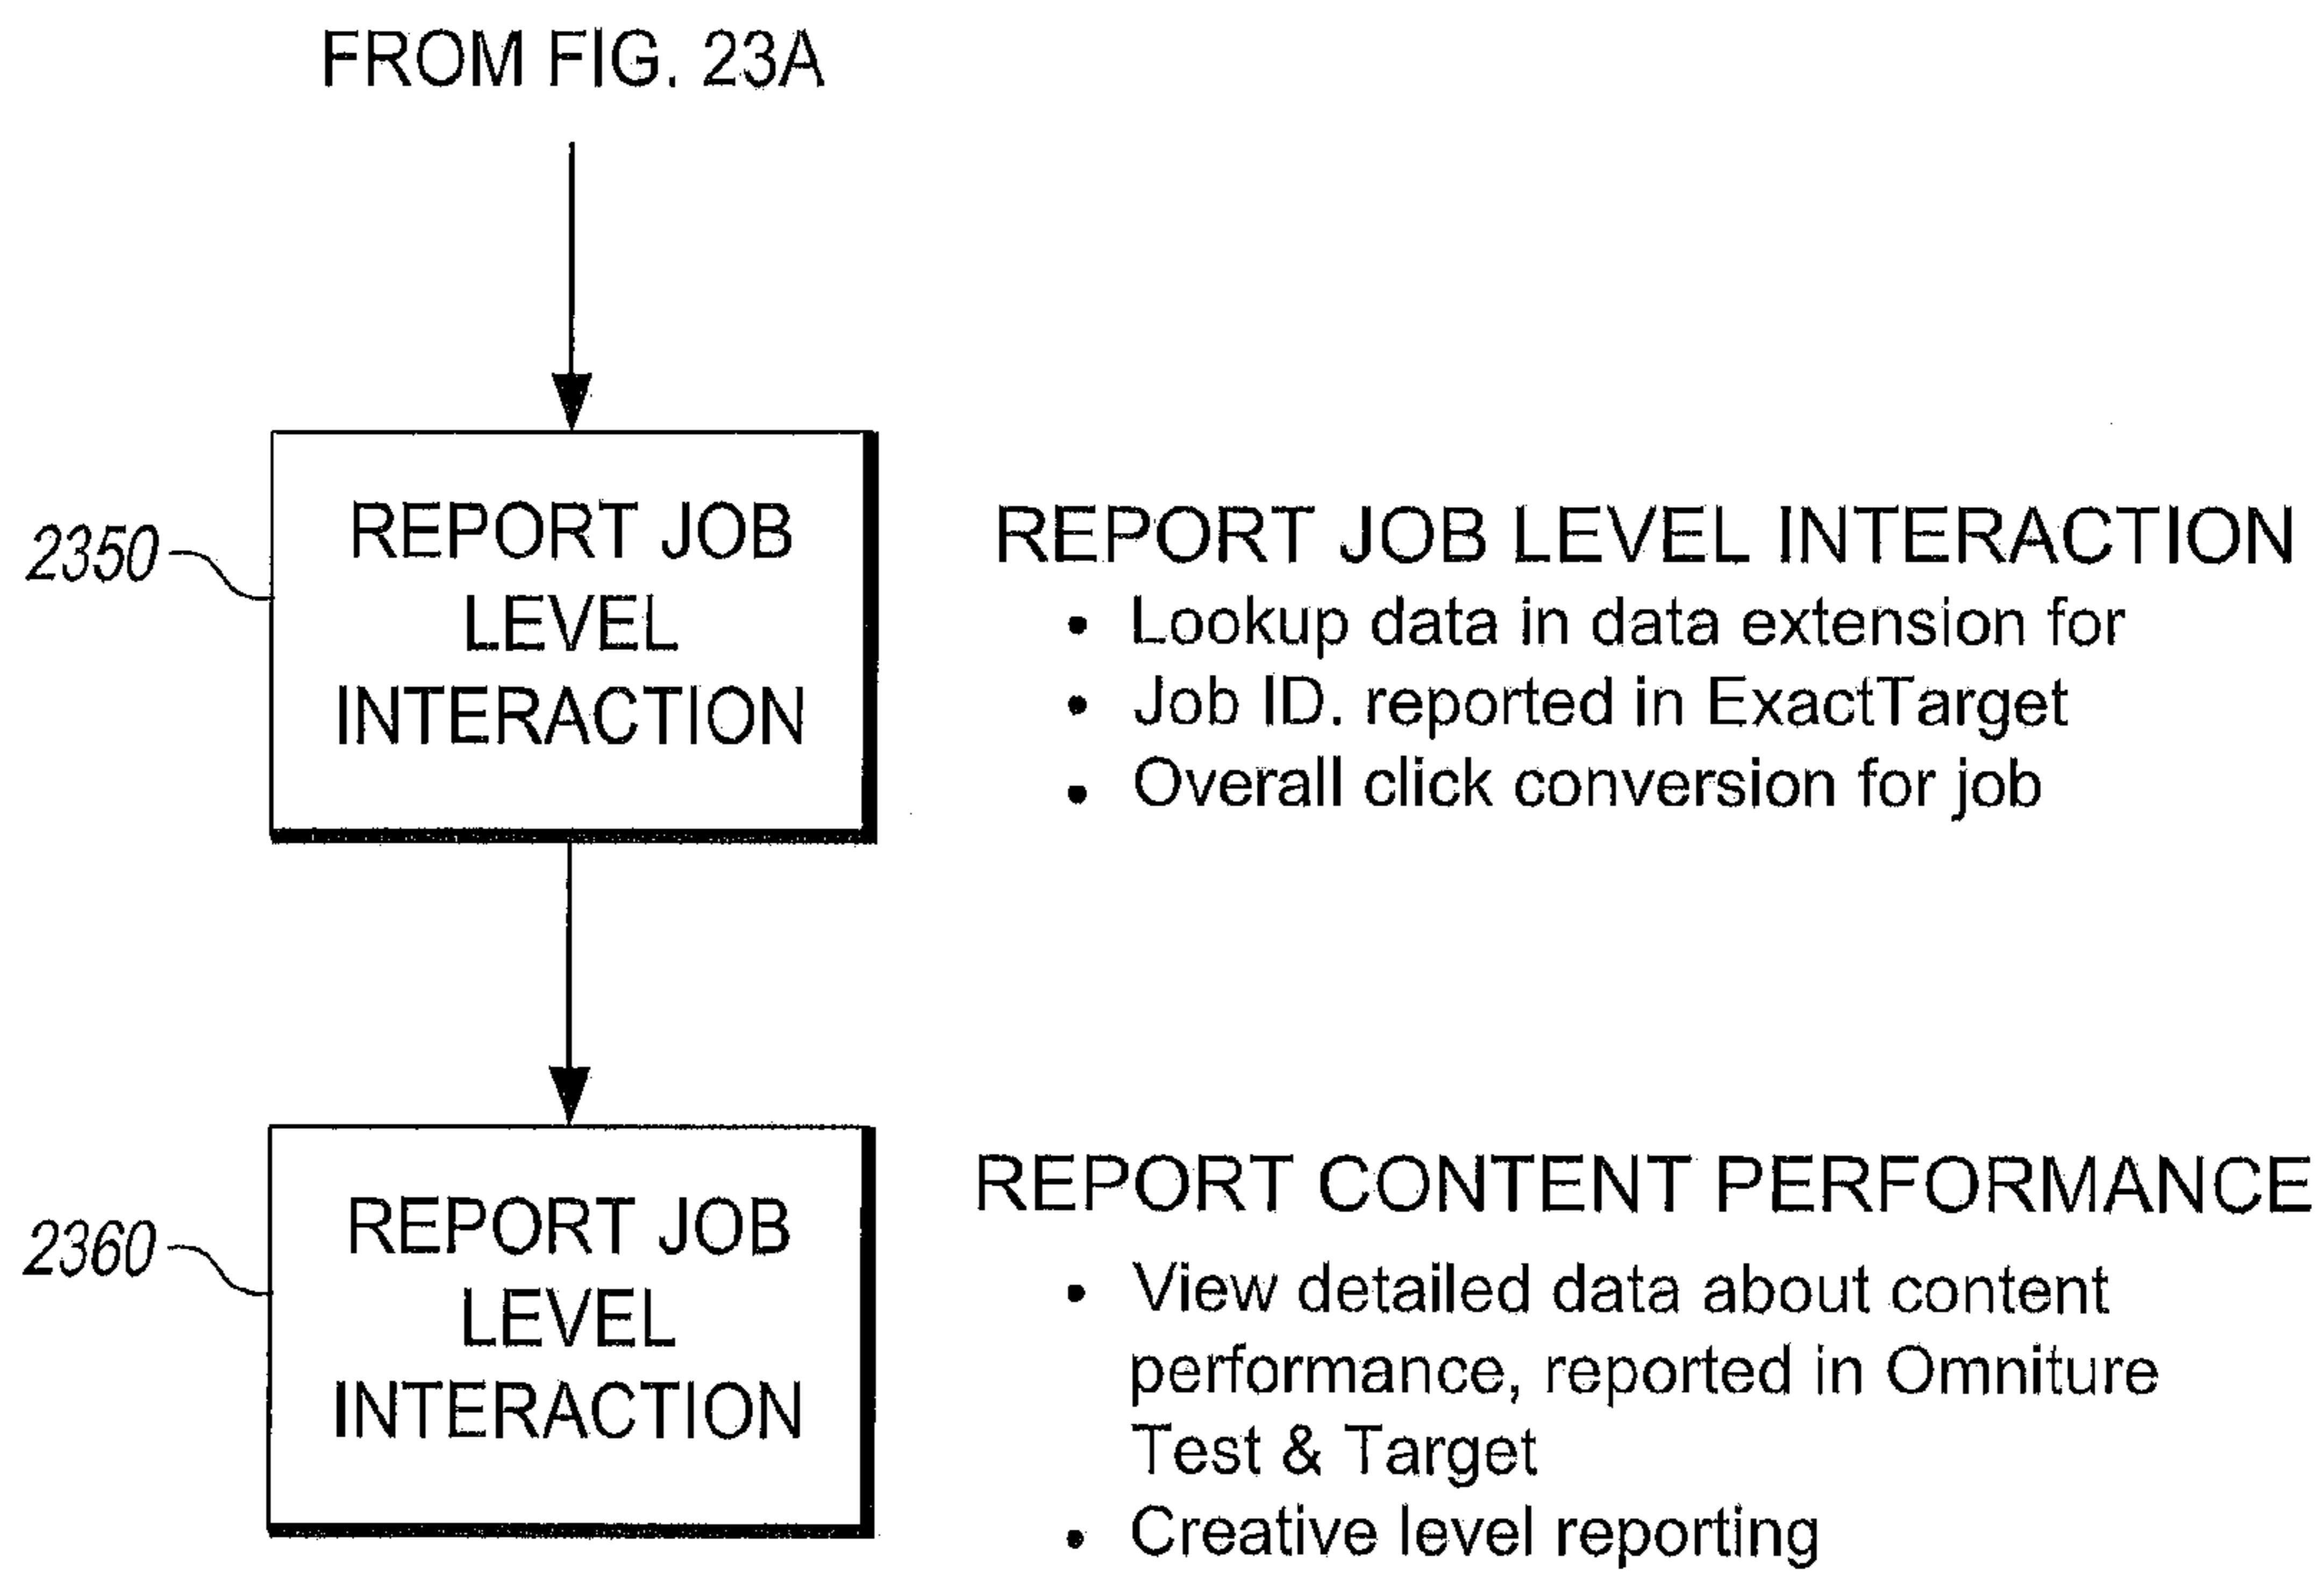 FROM FIG. 23A
2350
REPORT JOB
LEVEL
INTERACTION
REPORT JOB LEVEL INTERACTION
• Lookup data in data extension for
• Job ID. reported in ExactTarget
• Overall click conversion for job
2360
REPORT JOB
LEVEL
INTERACTION
REPORT CONTENT PERFORMANCE
• View detailed data about content
performance, reported in Omniture
Test & Target
• Creative level reporting